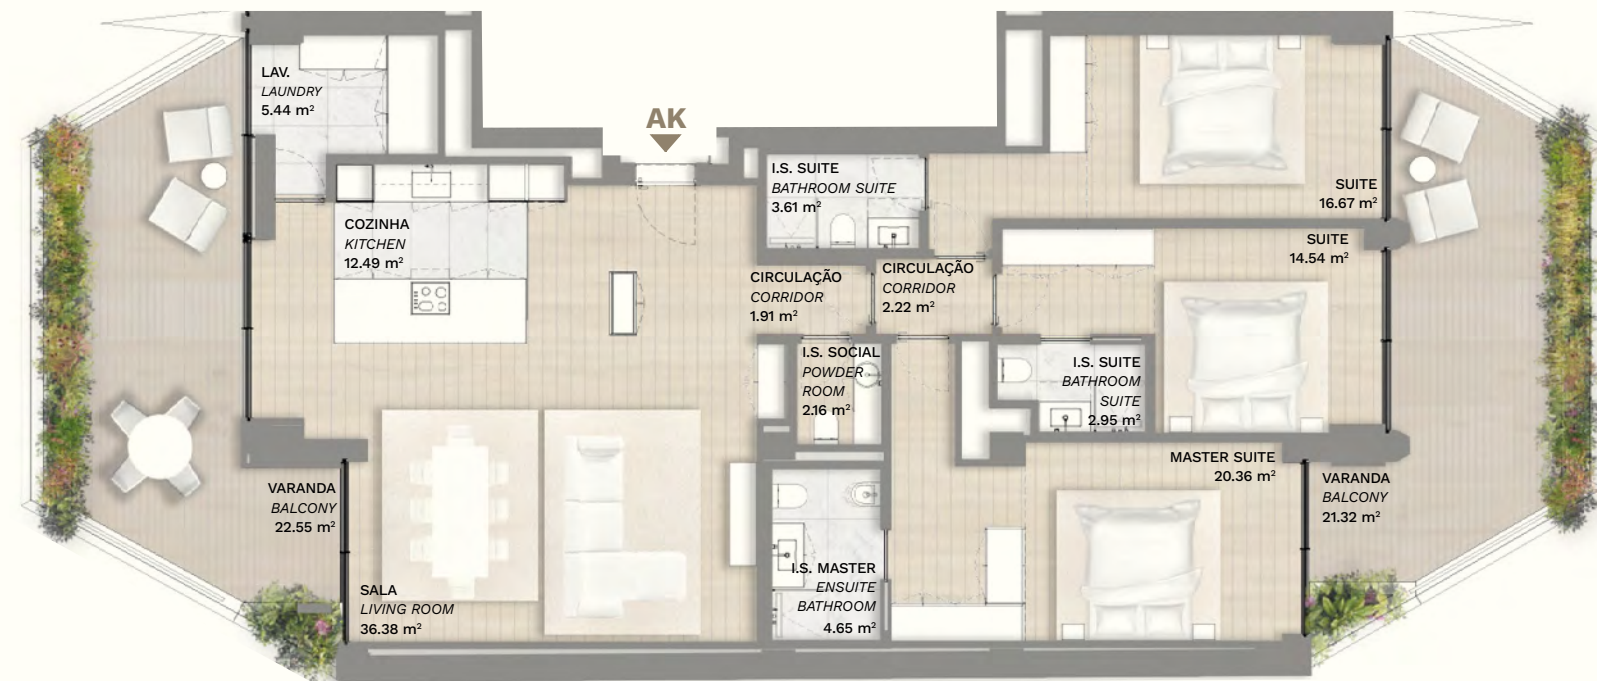 AK
LAV.
LAUNDRY
5.44 m²
COZINHA
KITCHEN
12.49 m²
I.S. SUITE
BATHROOM SUITE
3.61 m²
SUITE
16.67 m²
SUITE
14.54 m²
CIRCULAÇÃO
CORRIDOR
1.91 m²
CIRCULAÇÃO
CORRIDOR
2.22 m²
I.S. SOCIAL
POWDER
ROOM
2.16 m²
I.S. SUITE
BATHROOM
SUITE
2.95 m²
MASTER SUITE
20.36 m²
VARANDA
BALCONY
22.55 m²
VARANDA
BALCONY
21.32 m²
SALA
LIVING ROOM
36.38 m²
I.S. MASTER
ENSUITE
BATHROOM
4.65 m²